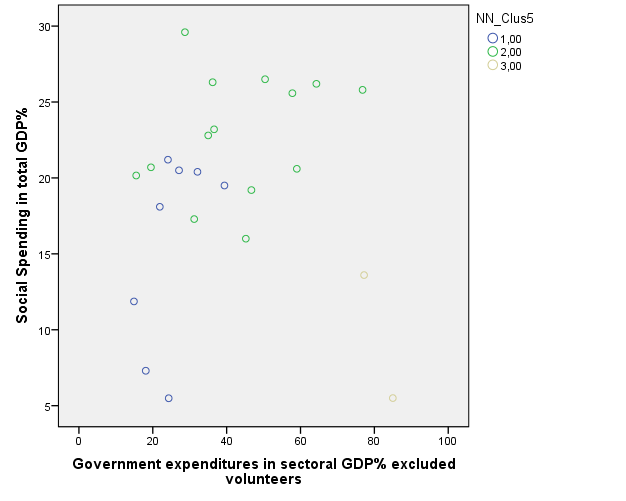 NN_Clus5
1,00
2,00
3,00
30
25
20
15
10
5
Social Spending in total GDP%
0 20 40 60 80 100
Government expenditures in sectoral GDP% excluded
volunteers